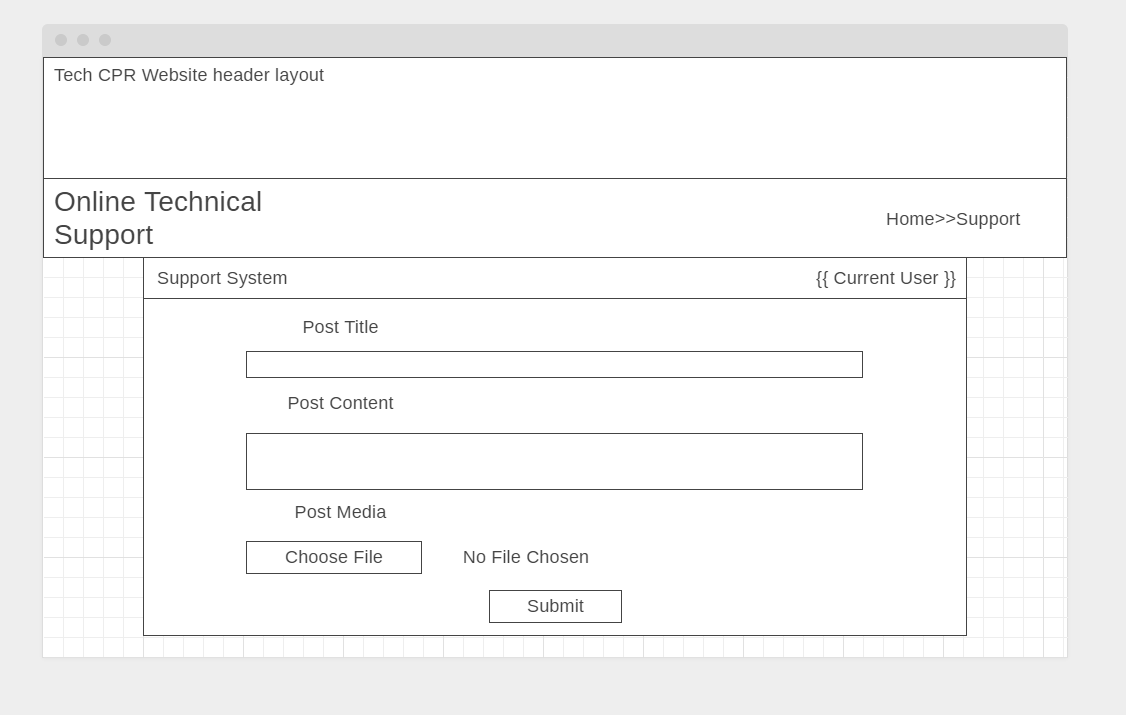 Tech CPR Website header layout
Online Technical
Support
Home>>Support
Support System
{{ Current User }}
Post Title
Post Content
Post Media
Choose File
No File Chosen
Submit